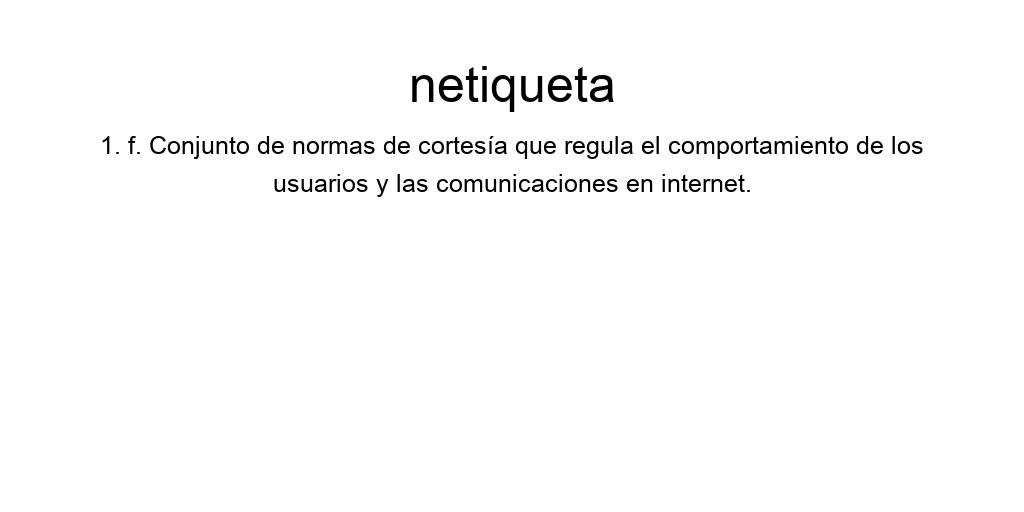 netiqueta
1. f. Conjunto de normas de cortesía que regula el comportamiento de los
usuarios y las comunicaciones en internet.